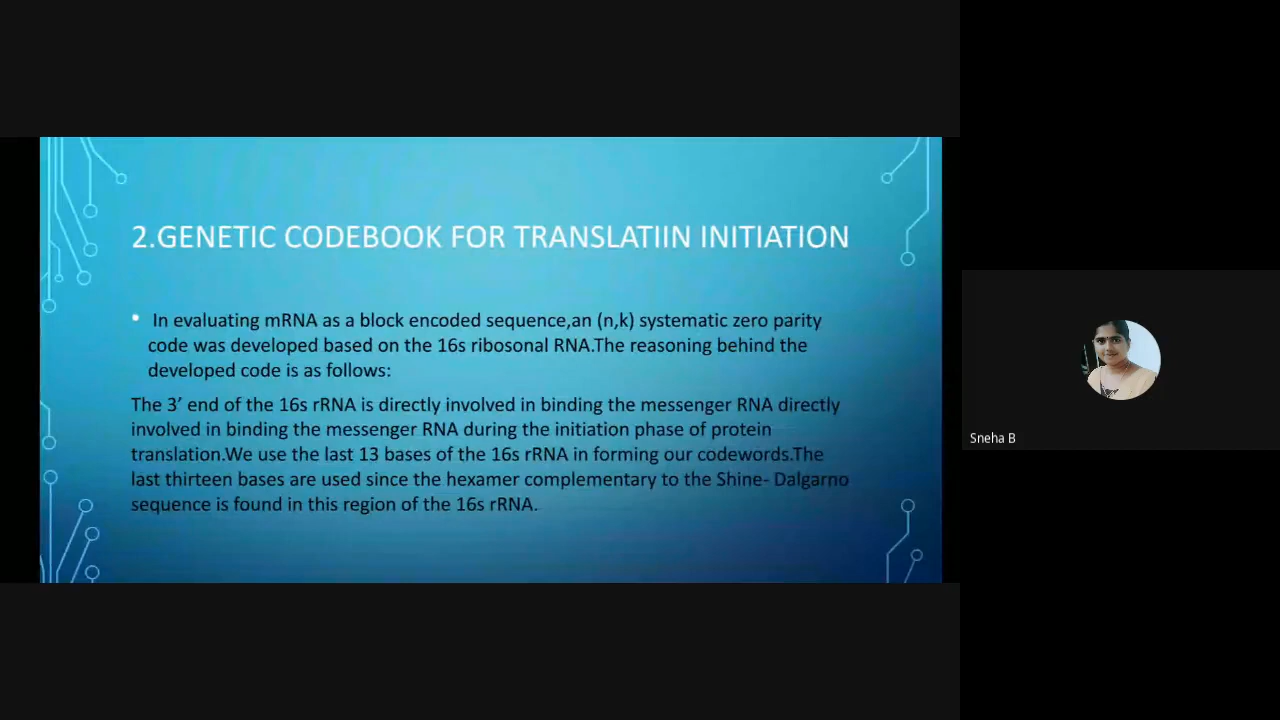 2.GENETIC CODEBOOK FOR TRANSLATIIN INITIATION
• In evaluating mRNA as a block encoded sequence,an (n,k) systematic zero parity
code was developed based on the 16s ribosonal RNA.The reasoning behind the
developed code is as follows:
The 3′ end of the 16s rRNA is directly involved in binding the messenger RNA directly
involved in binding the messenger RNA during the initiation phase of protein
translation.We use the last 13 bases of the 16s rRNA in forming our codewords.The
last thirteen bases are used since the hexamer complementary to the Shine- Dalgarno
sequence is found in this region of the 16s rRNA.
Sneha B